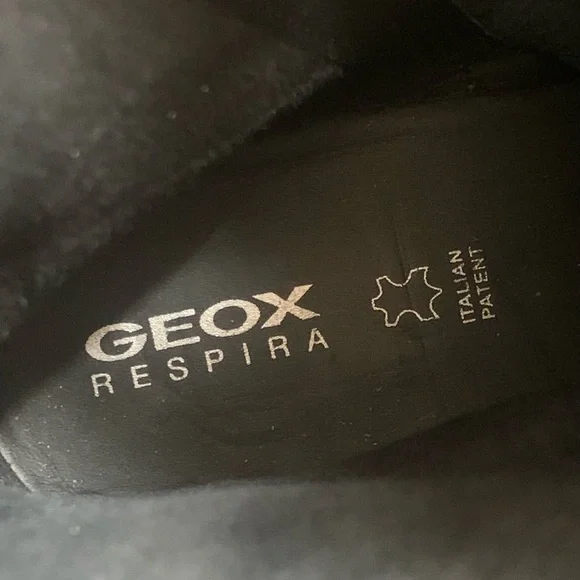 GEOX
RESPIRA
ITALIAN
PATENT